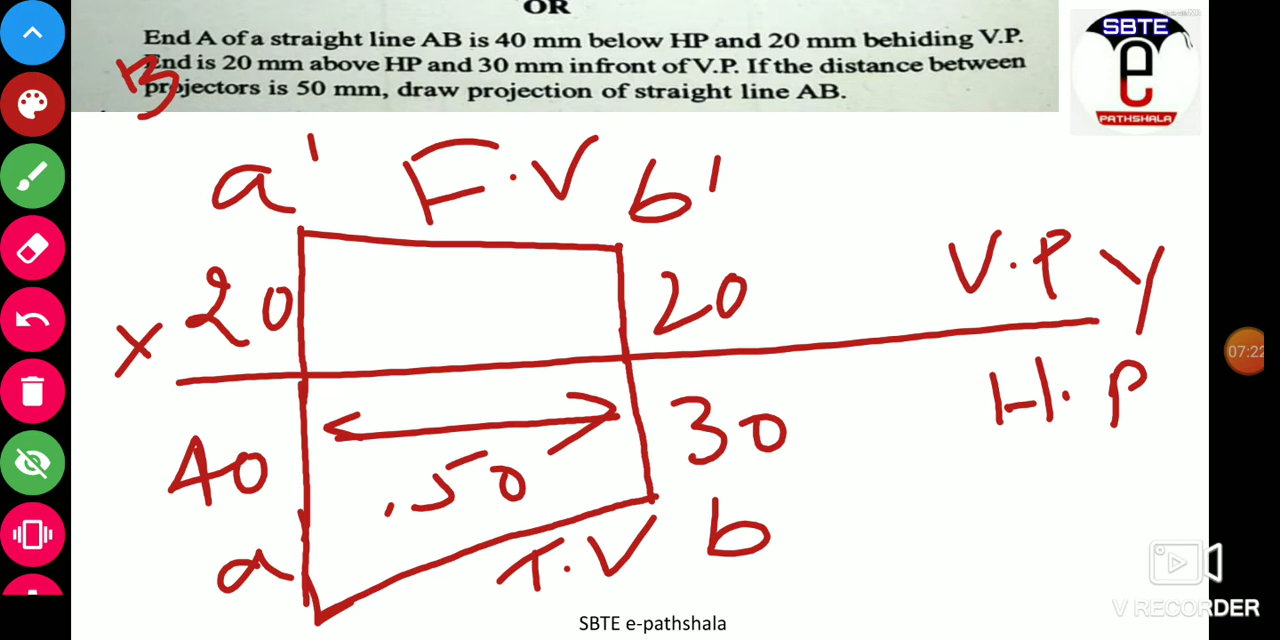 OR
End A of a straight line AB is 40 mm below HP and 20 mm behiding V.P.
End is 20 mm above HP and 30 mm infront of V.P. If the distance between
projectors is 50 mm, draw projection of straight line AB.
B
SBTE
e
PATHSHALA
a' F.V b'
20 20 V.P Y
X
H.P
40 .50 30
a T.V b
07:22
V RECORDER
SBTE e-pathshala